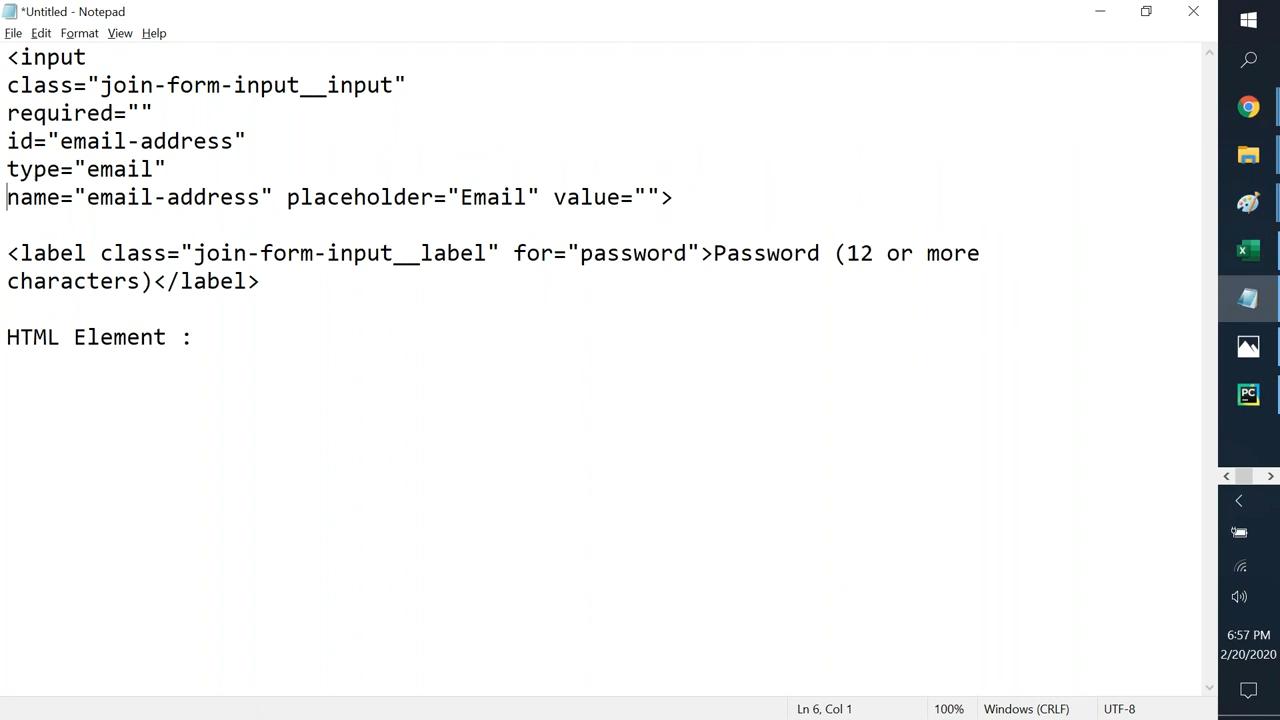 *Untitled - Notepad
File Edit Format View Help
<input
class="join-form-input__input"
required=""
id="email-address"
type="email"
name="email-address" placeholder="Email" value="">
<label class="join-form-input__label" for="password">Password (12 or more
characters)</label>
HTML Element :
PC
6:57 PM
2/20/2020
Ln 6, Col 1
100%
Windows (CRLF)
UTF-8